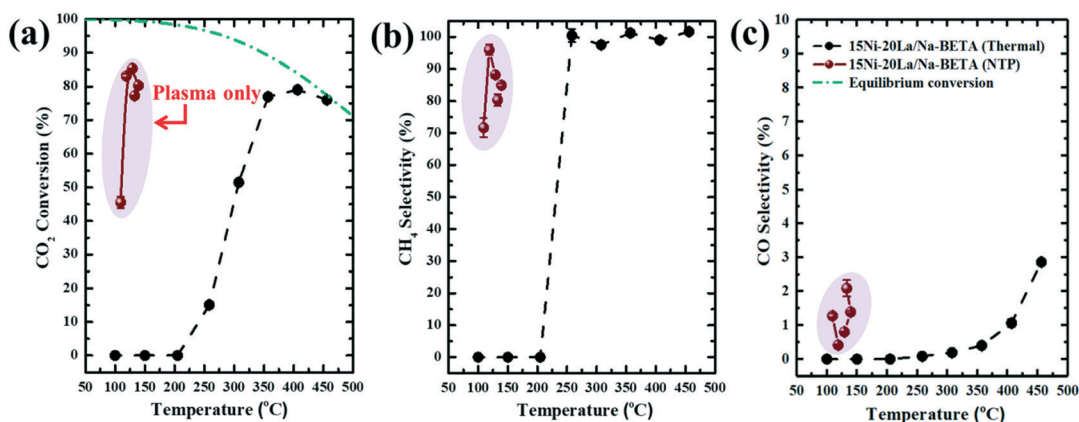 (a)
Plasma only
CO2 Conversion (%)
100
90
80
70
60
50
40
30
20
10
0
50 100 150 200 250 300 350 400 450 500
Temperature (°C)
(b)
CH4 Selectivity (%)
100
90
80
70
60
50
40
30
20
10
0
50 100 150 200 250 300 350 400 450 500
Temperature (°C)
(c)
15Ni-20La/Na-BETA (Thermal)
15Ni-20La/Na-BETA (NTP)
Equilibrium conversion
CO Selectivity (%)
10
9
8
7
6
5
4
3
2
1
0
50 100 150 200 250 300 350 400 450 500
Temperature (°C)